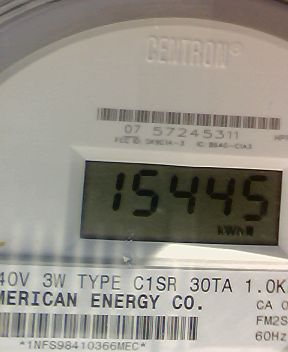 CENTRON®
07 57245311
15445
kWh
40V 3W TYPE C1SR 30TA 1.0K
MERICAN ENERGY CO.
CA 0
FM2S
60Hz
*1NFS98410366MEC*